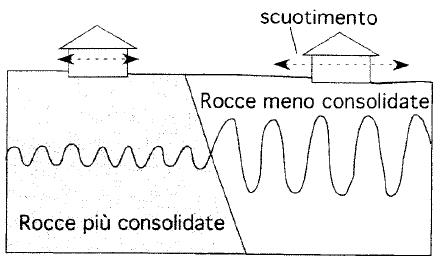 scuotimento
Rocce meno consolidate
Rocce più consolidate